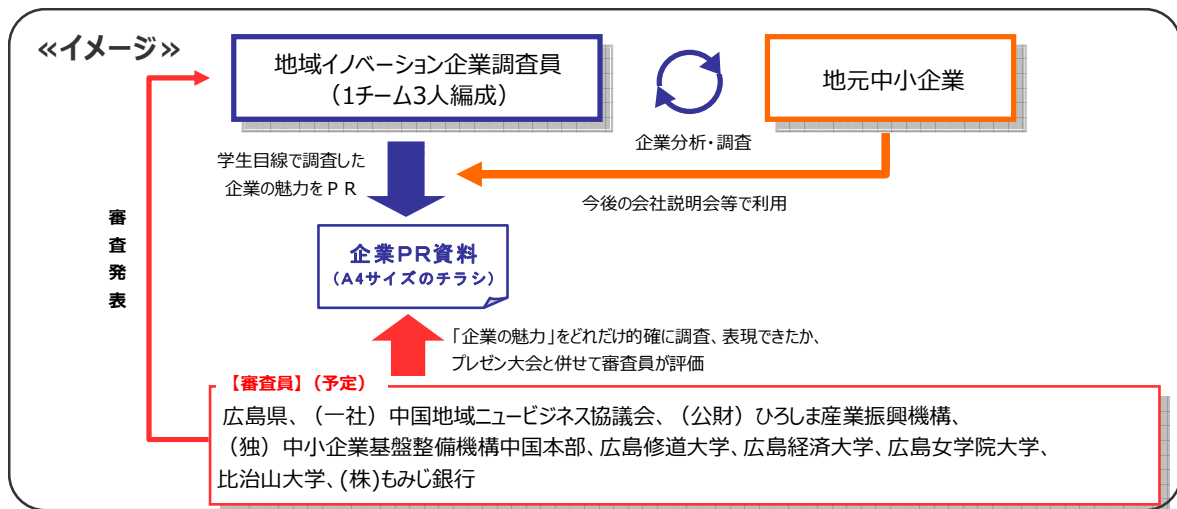 ≪イメージ≫
地域イノベーション企業調査員
（1チーム3人編成）
地元中小企業
企業分析・調査
学生目線で調査した
企業の魅力をＰＲ
今後の会社説明会等で利用
審査発表
企業PR資料
（A4サイズのチラシ）
「企業の魅力」をどれだけ的確に調査、表現できたか、
プレゼン大会と併せて審査員が評価
【審査員】（予定）
広島県、（一社）中国地域ニュービジネス協議会、（公財）ひろしま産業振興機構、
（独）中小企業基盤整備機構中国本部、広島修道大学、広島経済大学、広島女学院大学、
比治山大学、(株)もみじ銀行